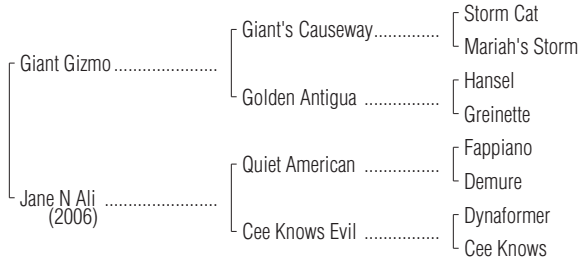 Storm Cat
Giant's Causeway..............
Mariah's Storm
Giant Gizmo......................
Hansel
Golden Antigua ................
Greinette
Fappiano
Quiet American ................
Demure
Jane N Ali ........................
(2006)
Dynaformer
Cee Knows Evil ................
Cee Knows